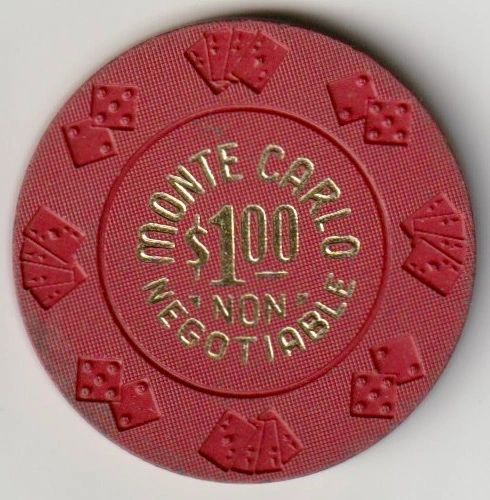 MONTE CARLO
$1.00
"NON"
NEGOTIABLE